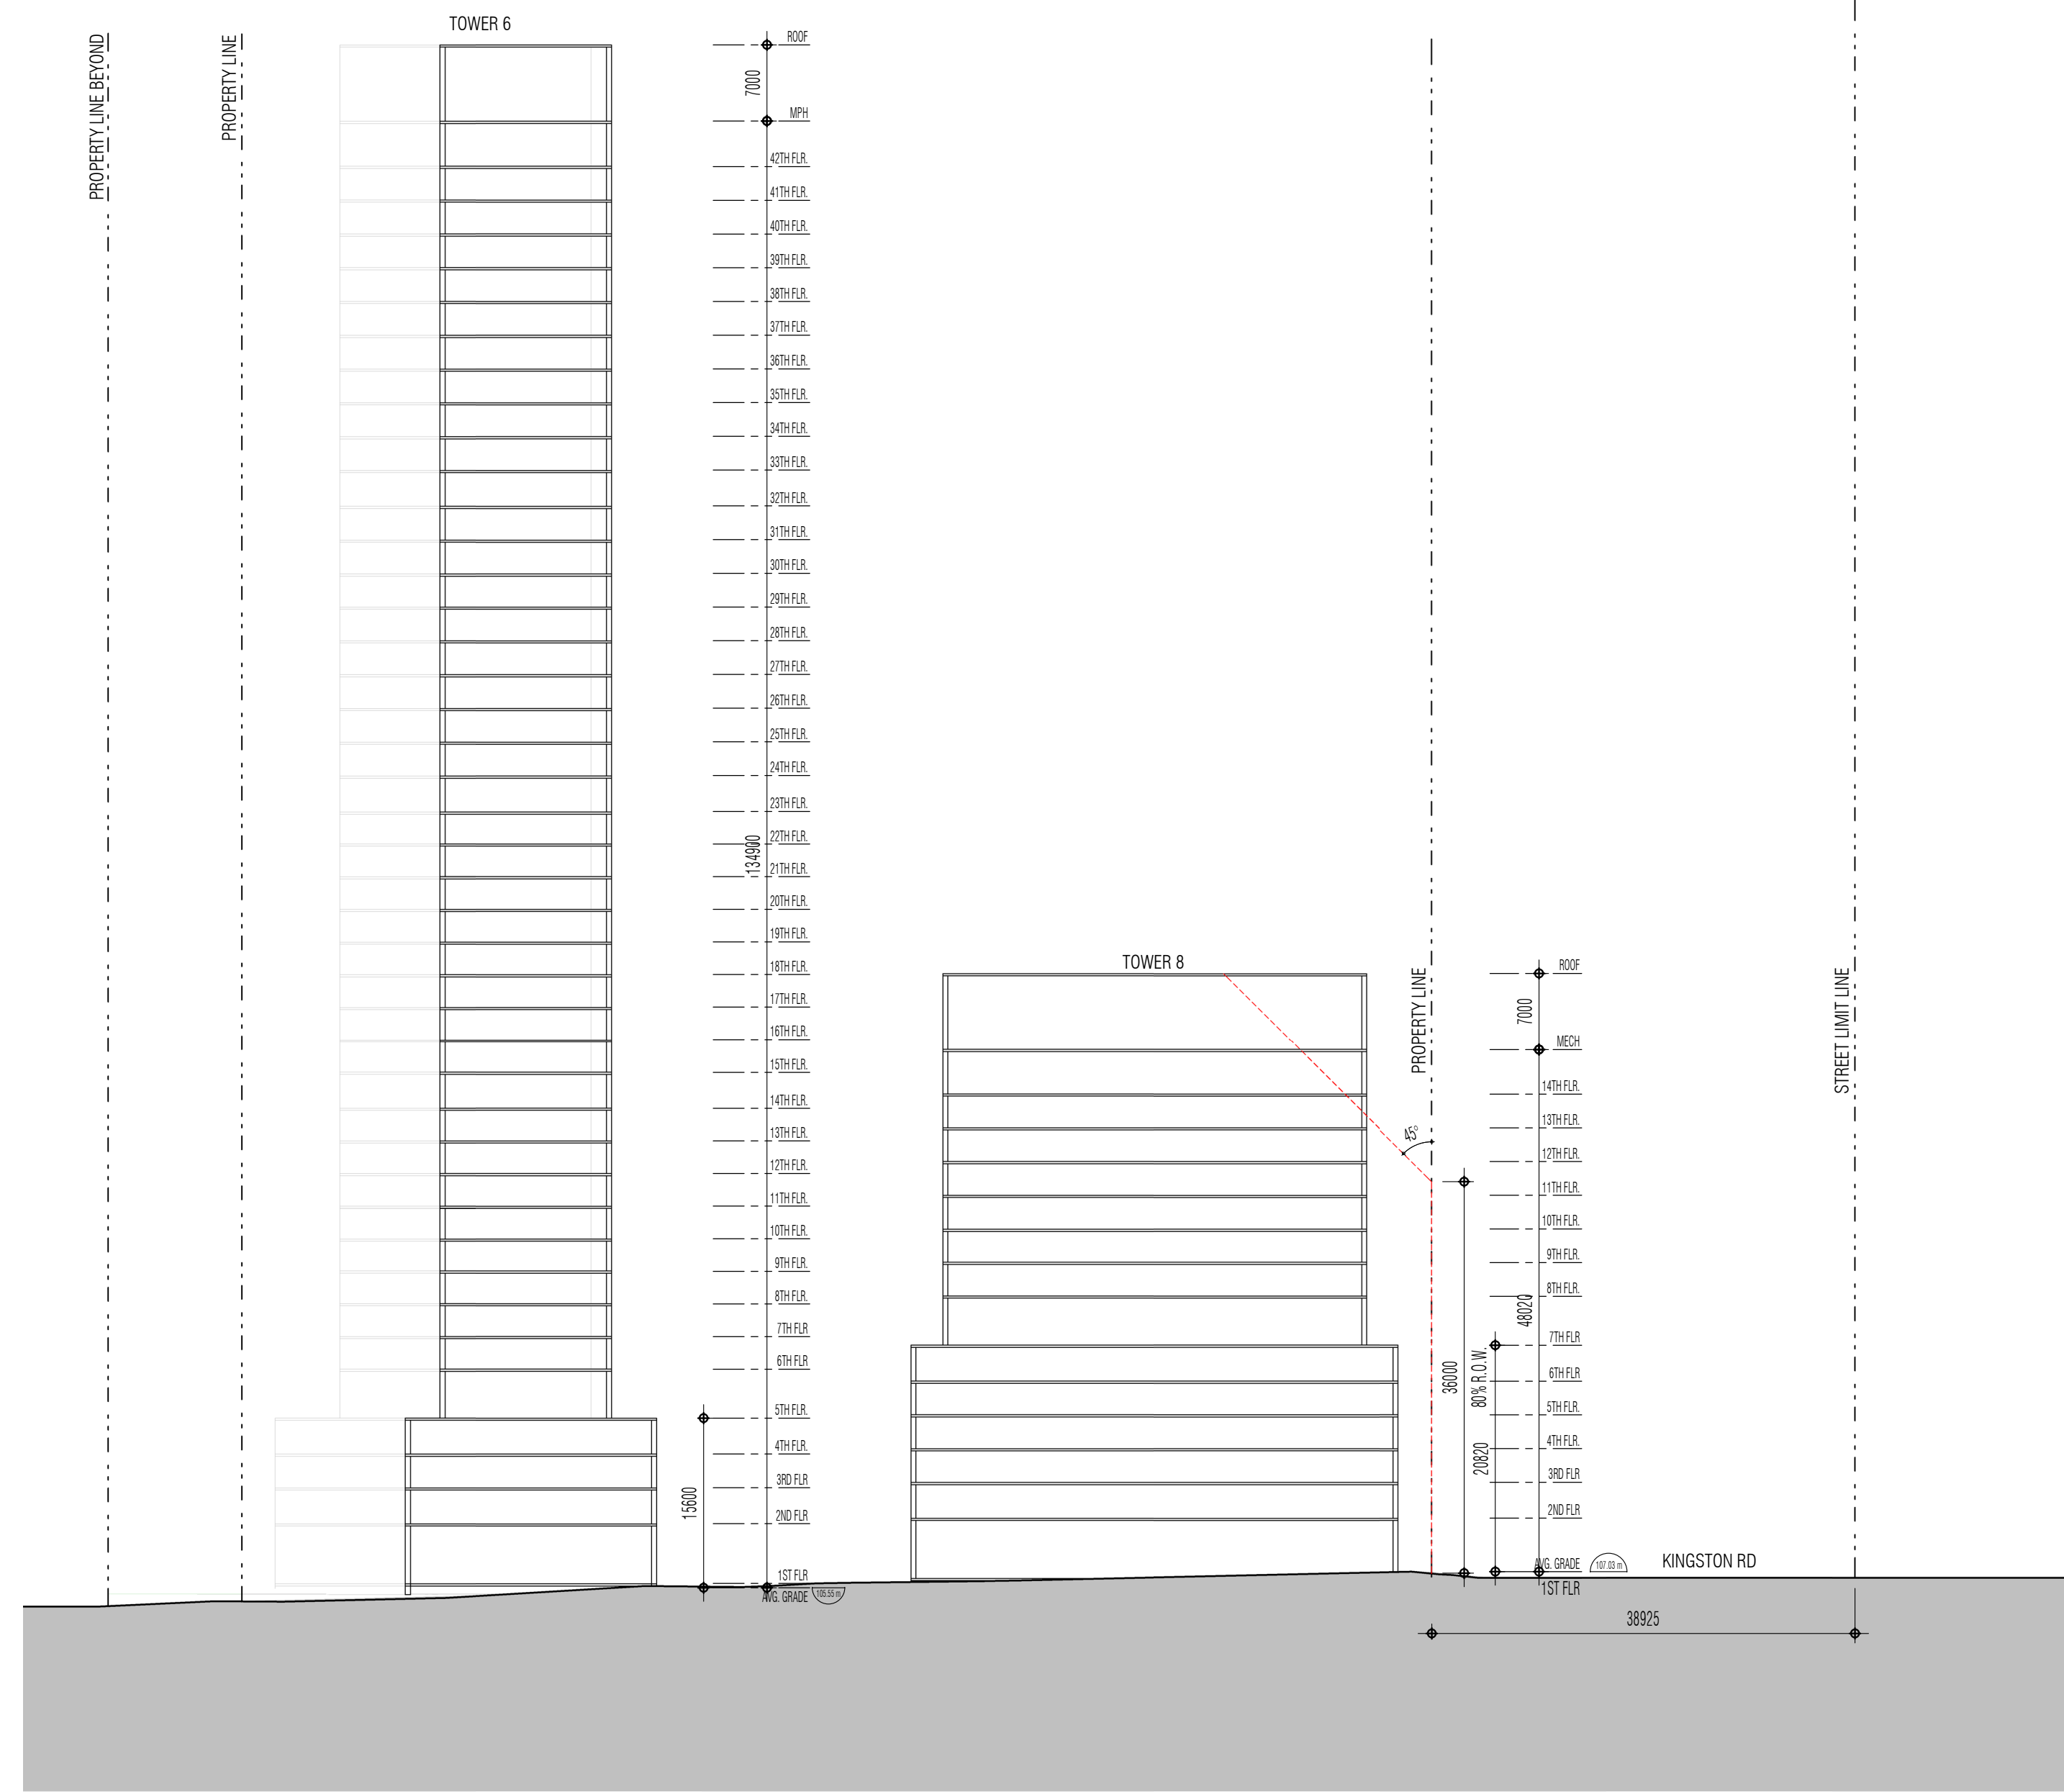 TOWER 6
PROPERTY LINE BEYOND
PROPERTY LINE
ROOF
7000
MPH
42TH FLR.
41TH FLR.
40TH FLR.
39TH FLR.
38TH FLR.
37TH FLR.
36TH FLR.
35TH FLR.
34TH FLR.
33TH FLR.
32TH FLR.
31TH FLR.
30TH FLR.
29TH FLR.
28TH FLR.
27TH FLR.
26TH FLR.
25TH FLR.
24TH FLR.
23TH FLR.
22TH FLR.
134900
21TH FLR.
20TH FLR.
19TH FLR.
18TH FLR.
17TH FLR.
16TH FLR.
15TH FLR.
14TH FLR.
13TH FLR.
12TH FLR.
11TH FLR.
10TH FLR.
9TH FLR.
8TH FLR.
7TH FLR
6TH FLR
5TH FLR.
4TH FLR.
3RD FLR
15600
2ND FLR
1ST FLR
AVG. GRADE
105.55 m
TOWER 8
PROPERTY LINE
45°
ROOF
7000
MECH
14TH FLR.
13TH FLR.
12TH FLR.
11TH FLR.
10TH FLR.
9TH FLR.
8TH FLR.
48020
7TH FLR
36000
80% R.O.W.
6TH FLR
5TH FLR.
4TH FLR.
20820
3RD FLR
2ND FLR
AVG. GRADE
107.03 m
1ST FLR
KINGSTON RD
STREET LIMIT LINE
38925